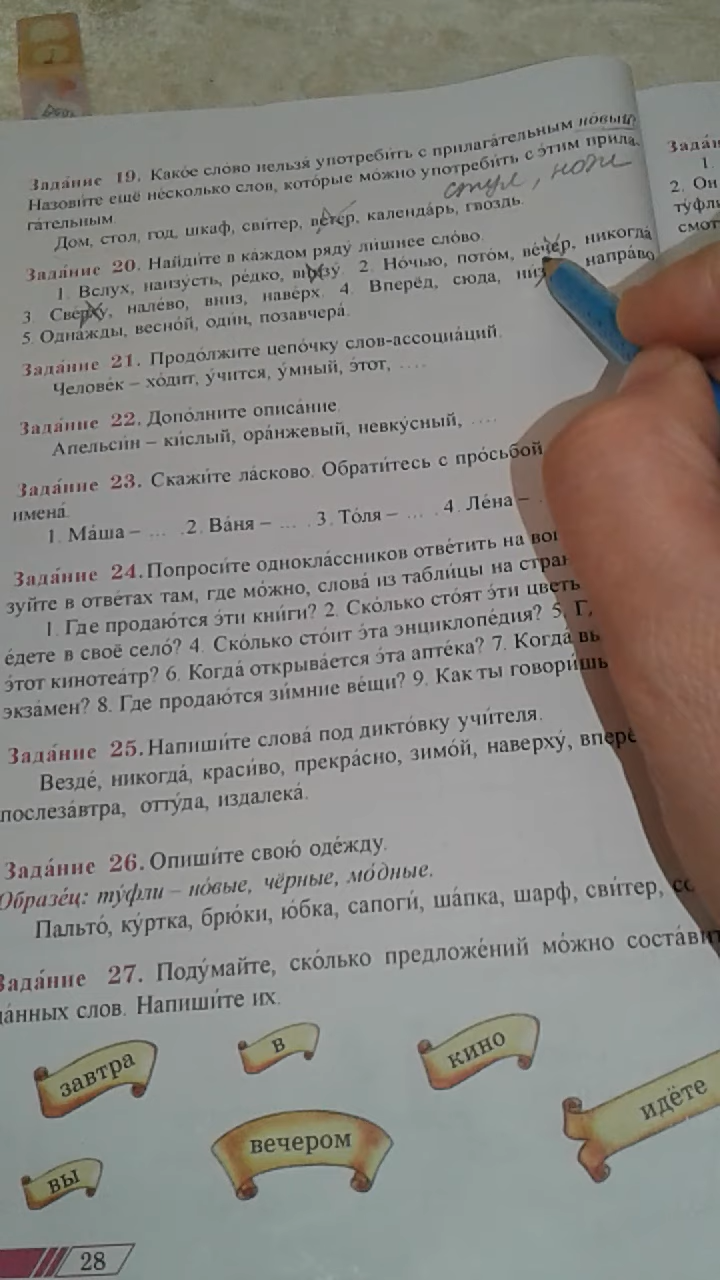 Зада́ние 19. Како́е сло́во нельзя́ употреби́ть с прилага́тельным но́вый?
Назови́те ещё не́сколько слов, кото́рые мо́жно употреби́ть с э́тим прила-
га́тельным.
стул, нож
Дом, стол, год, шкаф, сви́тер, ве́тер, календа́рь, гвоздь.
Зада́ние 20. Найди́те в ка́ждом ряду́ ли́шнее сло́во.
1. Вслух, наизу́сть, ре́дко, внизу́. 2. Но́чью, пото́м, ве́чер, никогда́
3. Све́рху, нале́во, вниз, наве́рх. 4. Вперёд, сюда, направо
5. Одна́жды, весно́й, оди́н, позавчера́.
Зада́ние 21. Продо́лжите цепо́чку слов-ассоциа́ций.
Челове́к – хо́дит, у́чится, у́мный, э́тот, ....
Зада́ние 22. Допо́лните описа́ние.
Апельси́н – ки́слый, ора́нжевый, невку́сный, ....
Зада́ние 23. Скажи́те ла́сково. Обрати́тесь с про́сьбой
имена́.
1. Ма́ша – ... .2. Ва́ня – ... . 3. То́ля – ... . 4. Ле́на – .
Зада́ние 24. Попроси́те одрокла́ссников отве́тить на
зу́йте в отве́тах там, где мо́жно, слова́ из табли́цы на
1. Где продаю́тся э́ти кни́ги? 2. Ско́лько сто́ят э́ти
е́дете в своё село́? 4. Ско́лько сто́ит э́та энциклопе́дия? 5.
э́тот кинотеа́тр? 6. Когда́ открыва́ется э́та апте́ка? 7. Когда́ вы
экза́мен? 8. Где продаю́тся зи́мние ве́щи? 9. Как ты говори́шь
Зада́ние 25. Напиши́те слова́ под дикто́вку учи́теля.
Везде́, никогда́, краси́во, прекра́сно, зимо́й, наверху́,
послеза́втра, отту́да, издалека́.
Зада́ние 26. Опиши́те свою́ оде́жду.
Образе́ц: ту́фли – но́вые, чёрные, мо́дные.
Пальто́, ку́ртка, брю́ки, ю́бка, сапоги́, ша́пка, шарф, сви́тер,
Зада́ние 27. Поду́майте, ско́лько предложе́ний мо́жно соста́вит
да́нных слов. Напиши́те их.
завтра
в
кино
идёте
вечером
вы
28
Зада́н
1.
2. Он
ту́фл
смот